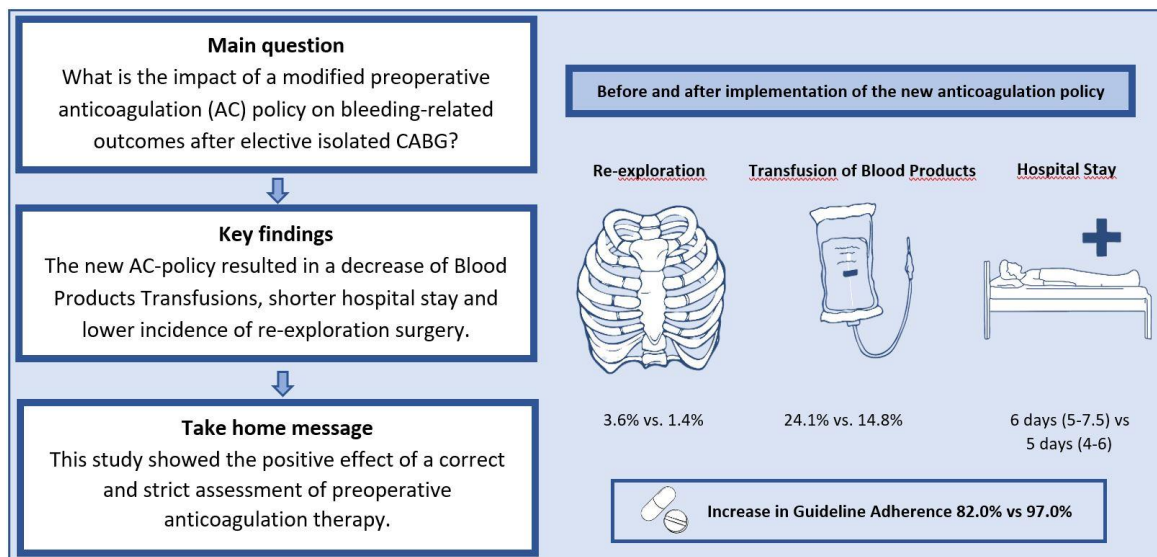 Main question
What is the impact of a modified preoperative
anticoagulation (AC) policy on bleeding-related
outcomes after elective isolated CABG?
Key findings
The new AC-policy resulted in a decrease of Blood
Products Transfusions, shorter hospital stay and
lower incidence of re-exploration surgery.
Take home message
This study showed the positive effect of a correct
and strict assessment of preoperative
anticoagulation therapy.
Before and after implementation of the new anticoagulation policy
Re-exploration
Transfusion of Blood Products
Hospital Stay
3.6% vs. 1.4%
24.1% vs. 14.8%
6 days (5-7.5) vs
5 days (4-6)
Increase in Guideline Adherence 82.0% vs 97.0%